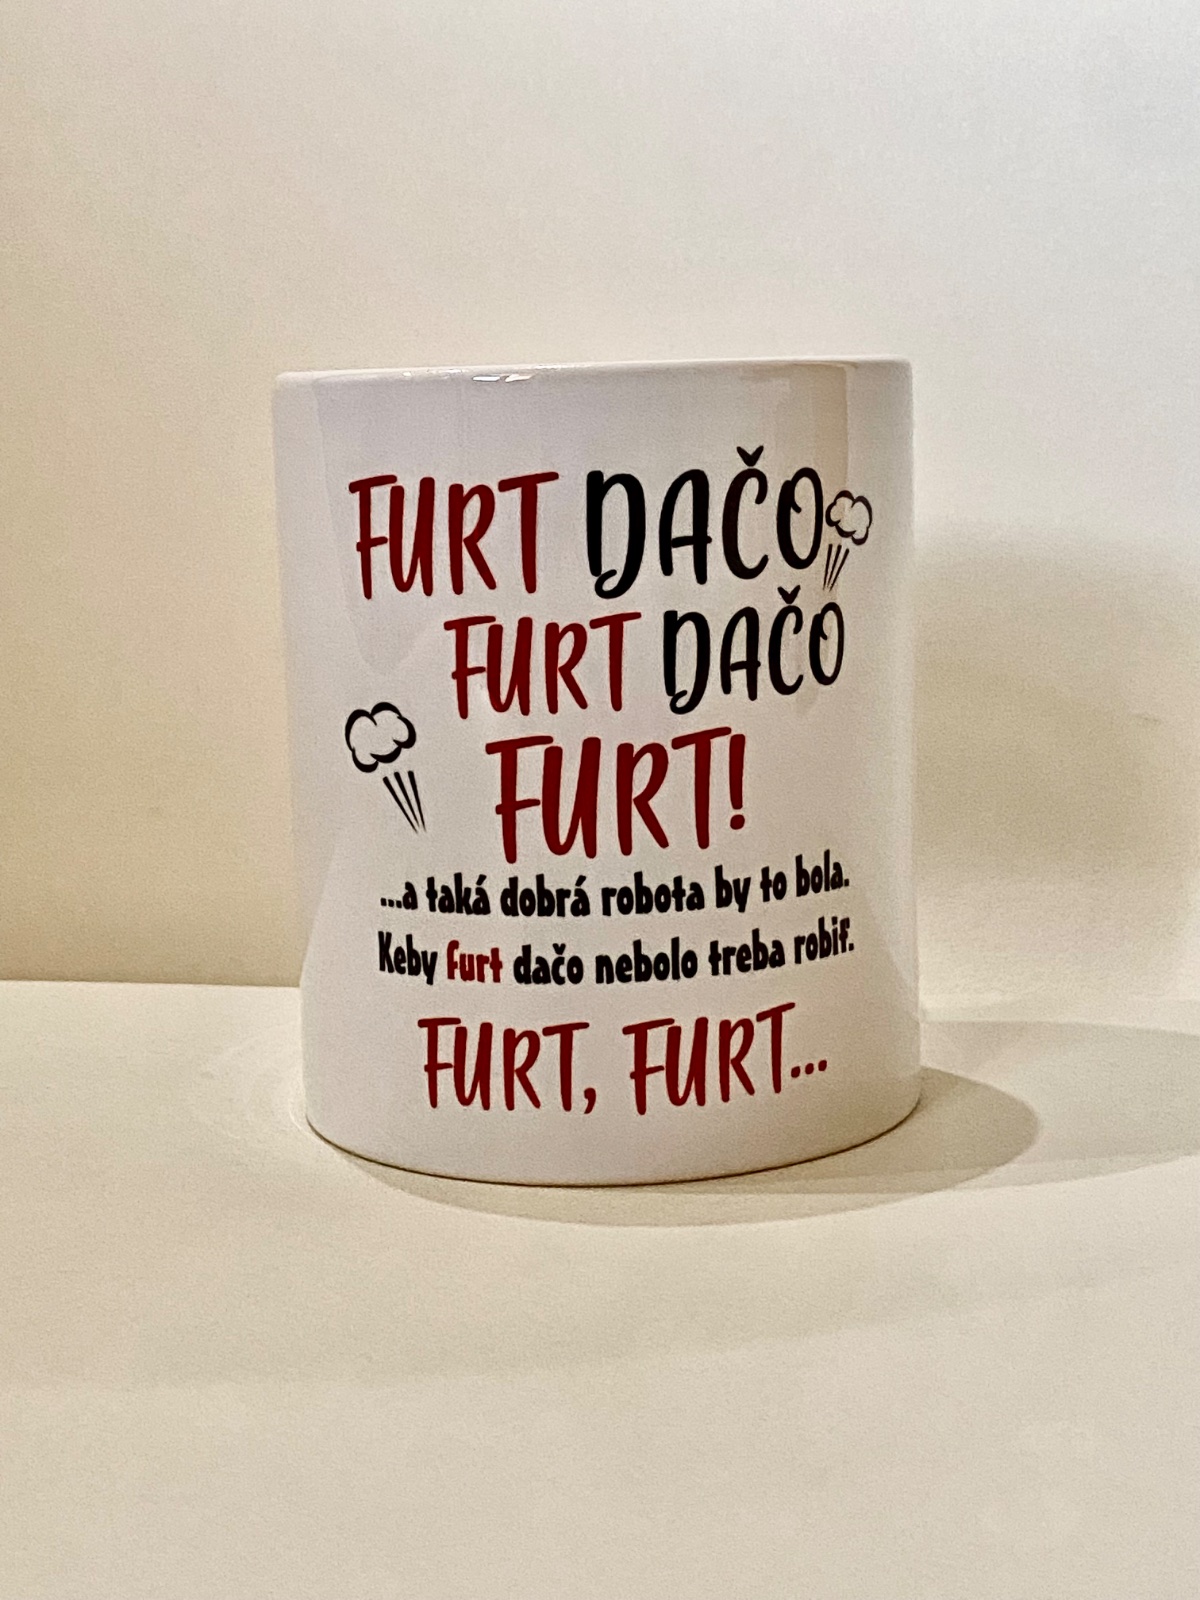 FURT DAČO
FURT DAČO
FURT!
...a taká dobrá robota by to bola.
Keby furt dačo nebolo treba robiť.
FURT, FURT...